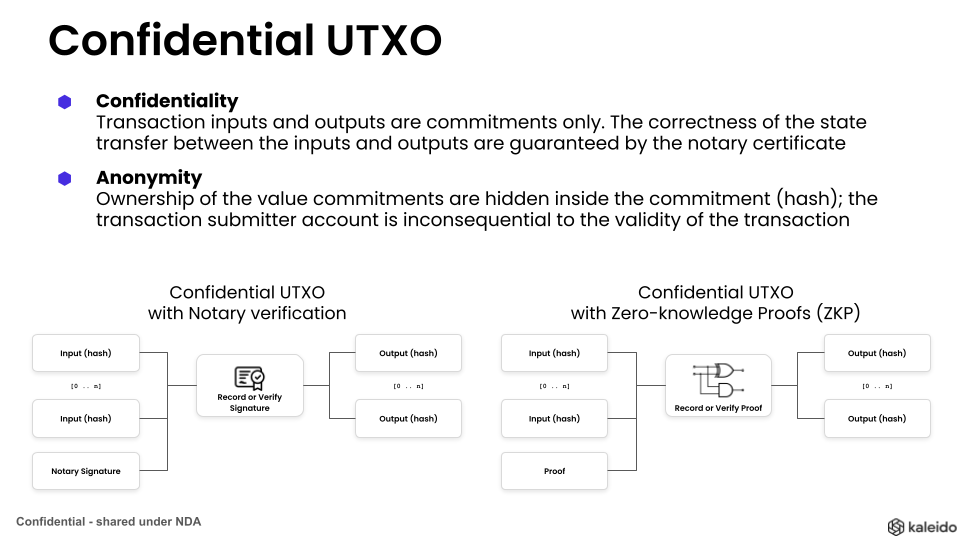 Confidential UTXO
Confidentiality
Transaction inputs and outputs are commitments only. The correctness of the state
transfer between the inputs and outputs are guaranteed by the notary certificate
Anonymity
Ownership of the value commitments are hidden inside the commitment (hash); the
transaction submitter account is inconsequential to the validity of the transaction
Confidential UTXO
with Notary verification
Input (hash)
[0 .. n]
Input (hash)
Notary Signature
Record or Verify
Signature
Output (hash)
[0 .. n]
Output (hash)
Confidential UTXO
with Zero-knowledge Proofs (ZKP)
Input (hash)
[0 .. n]
Input (hash)
Proof
Record or Verify Proof
Output (hash)
[0 .. n]
Output (hash)
Confidential - shared under NDA
kaleido